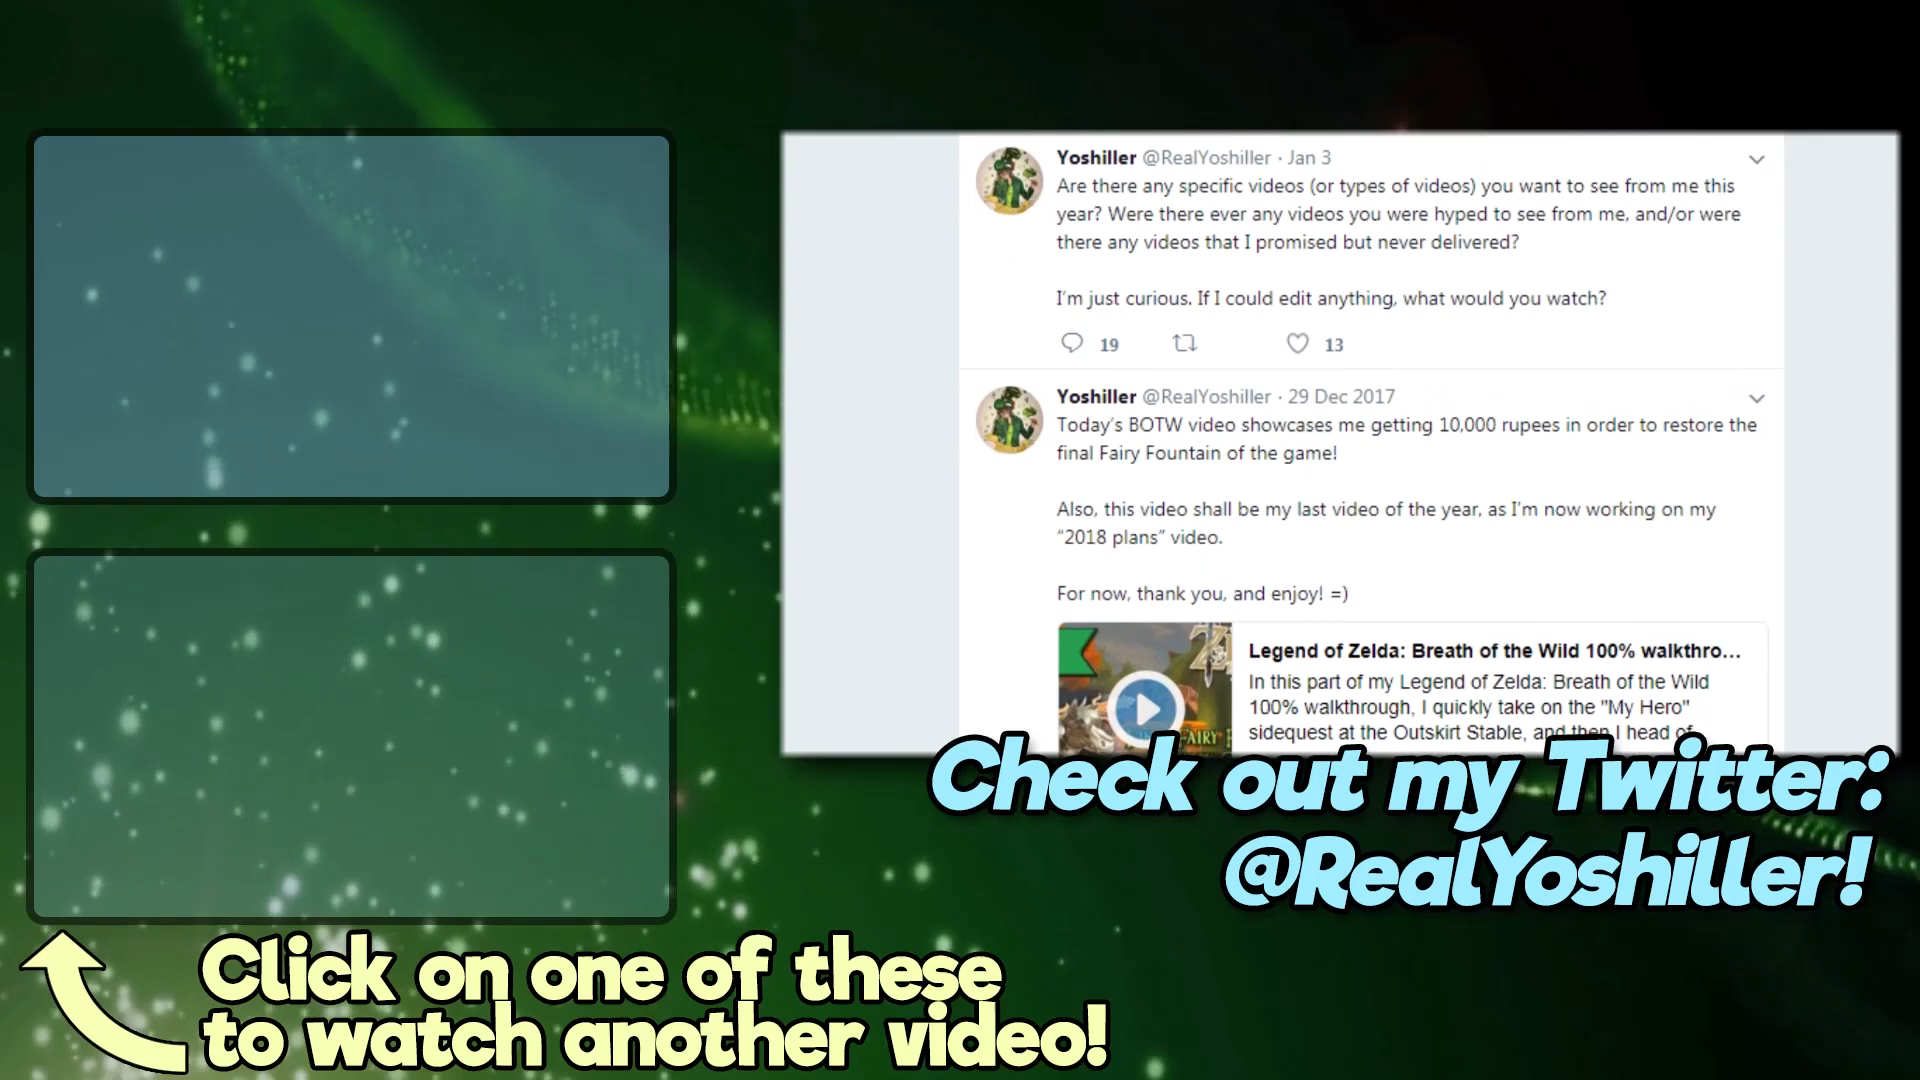 Yoshiller @RealYoshiller · Jan 3
Are there any specific videos (or types of videos) you want to see from me this
year? Were there ever any videos you were hyped to see from me, and/or were
there any videos that I promised but never delivered?
I'm just curious. If I could edit anything, what would you watch?
19 13
Yoshiller @RealYoshiller · 29 Dec 2017
Today's BOTW video showcases me getting 10,000 rupees in order to restore the
final Fairy Fountain of the game!
Also, this video shall be my last video of the year, as I'm now working on my
“2018 plans” video.
For now, thank you, and enjoy! =)
Legend of Zelda: Breath of the Wild 100% walkthro...
In this part of my Legend of Zelda: Breath of the Wild
100% walkthrough, I quickly take on the "My Hero"
sidequest at the Outskirt Stable, and then I head of
Check out my Twitter:
@RealYoshiller!
Click on one of these
to watch another video!